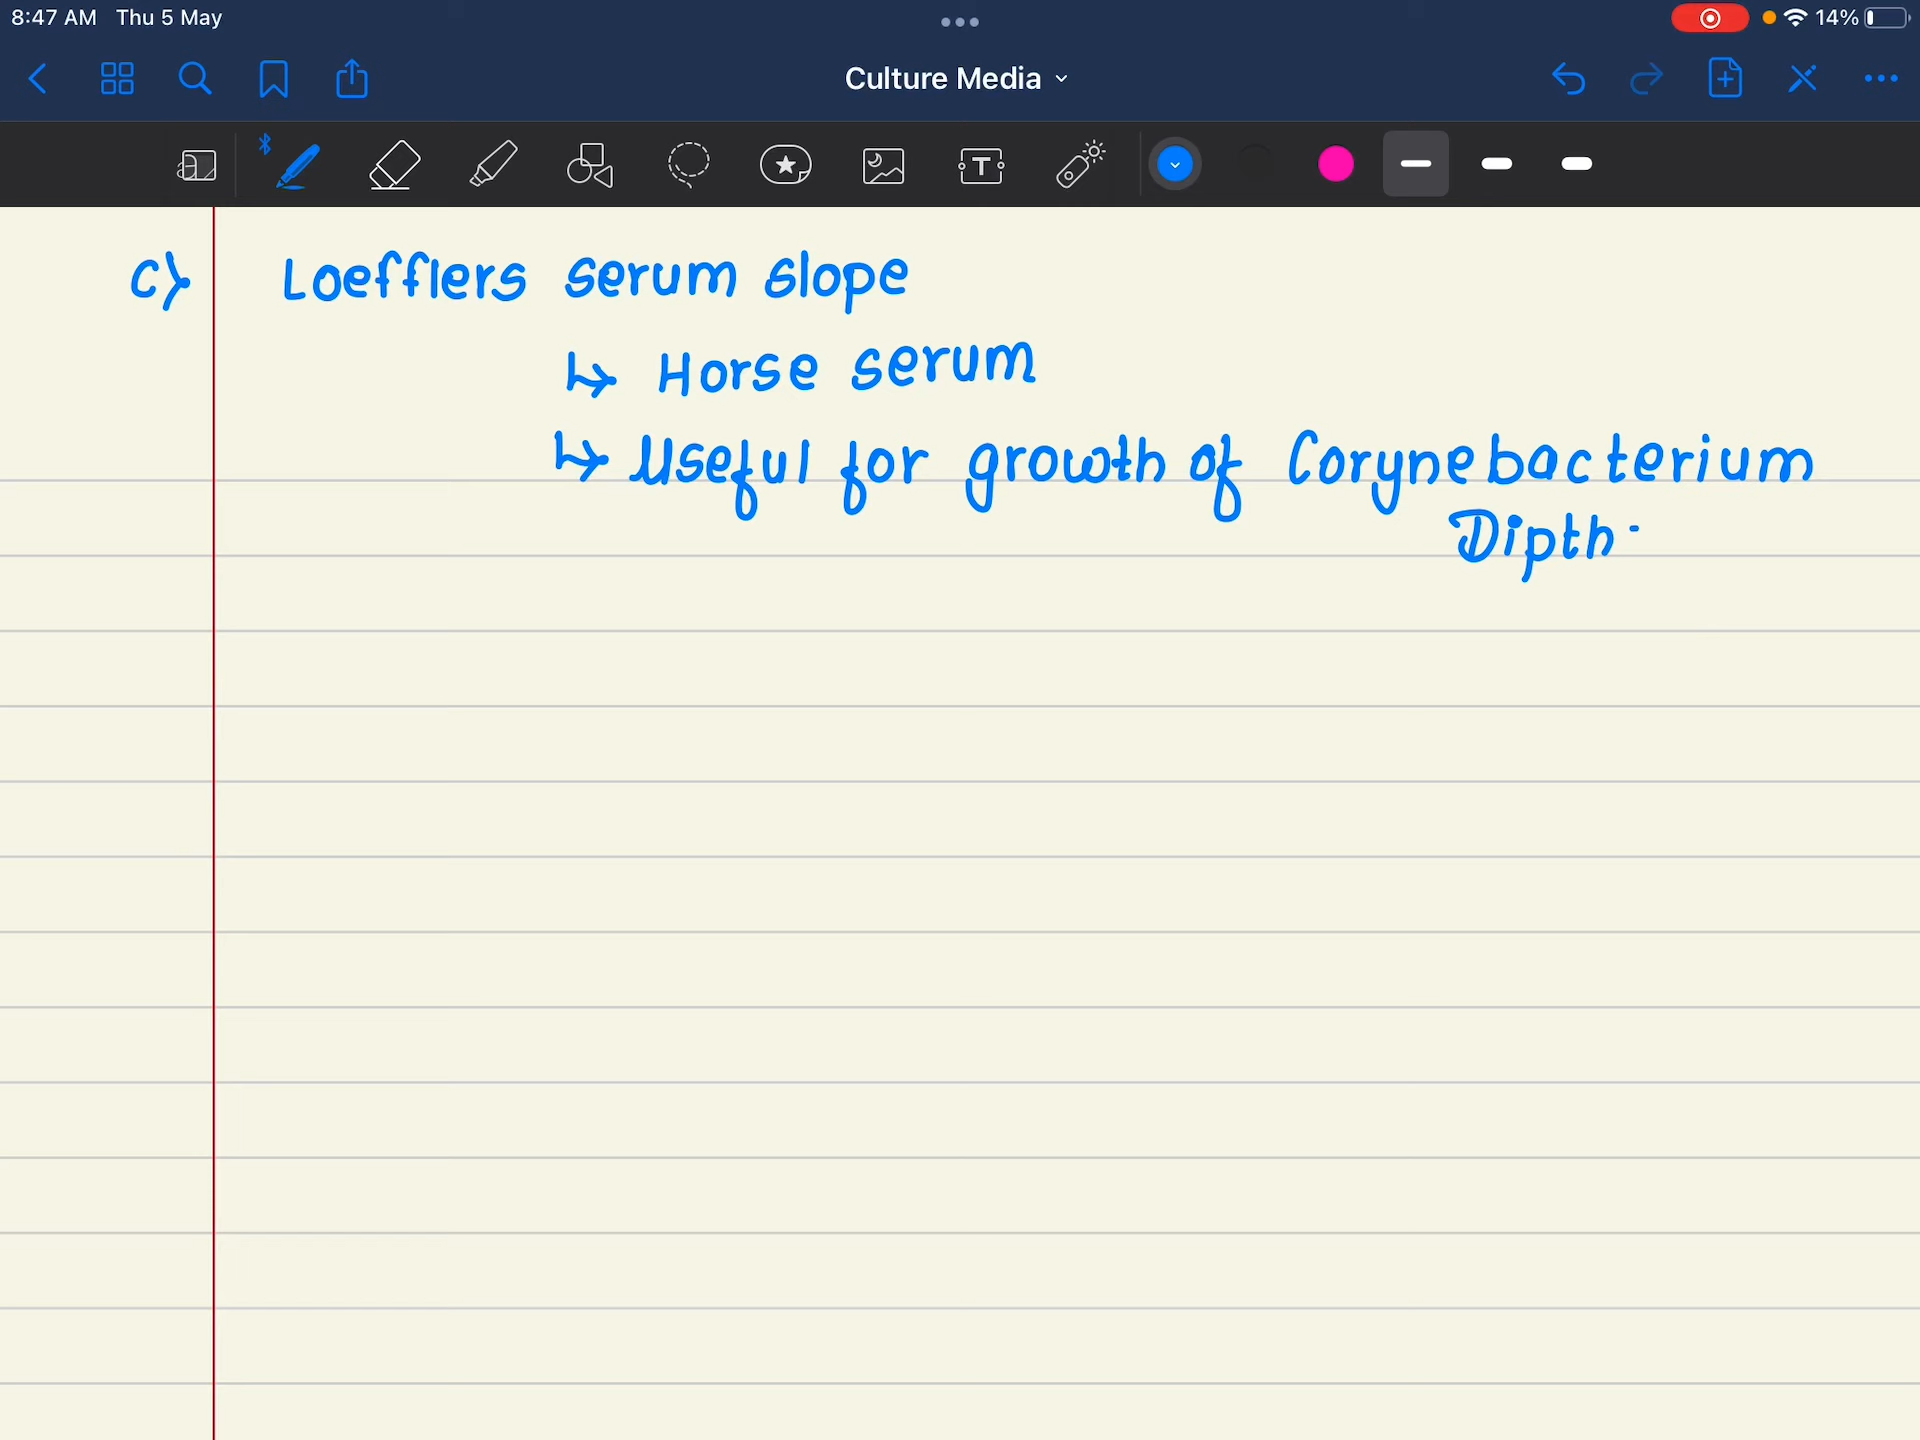 8:47 AM Thu 5 May
14%
Culture Media
T
c) Loefflers serum slope
↳ Horse serum
↳ Useful for growth of Corynebacterium
Dipth.